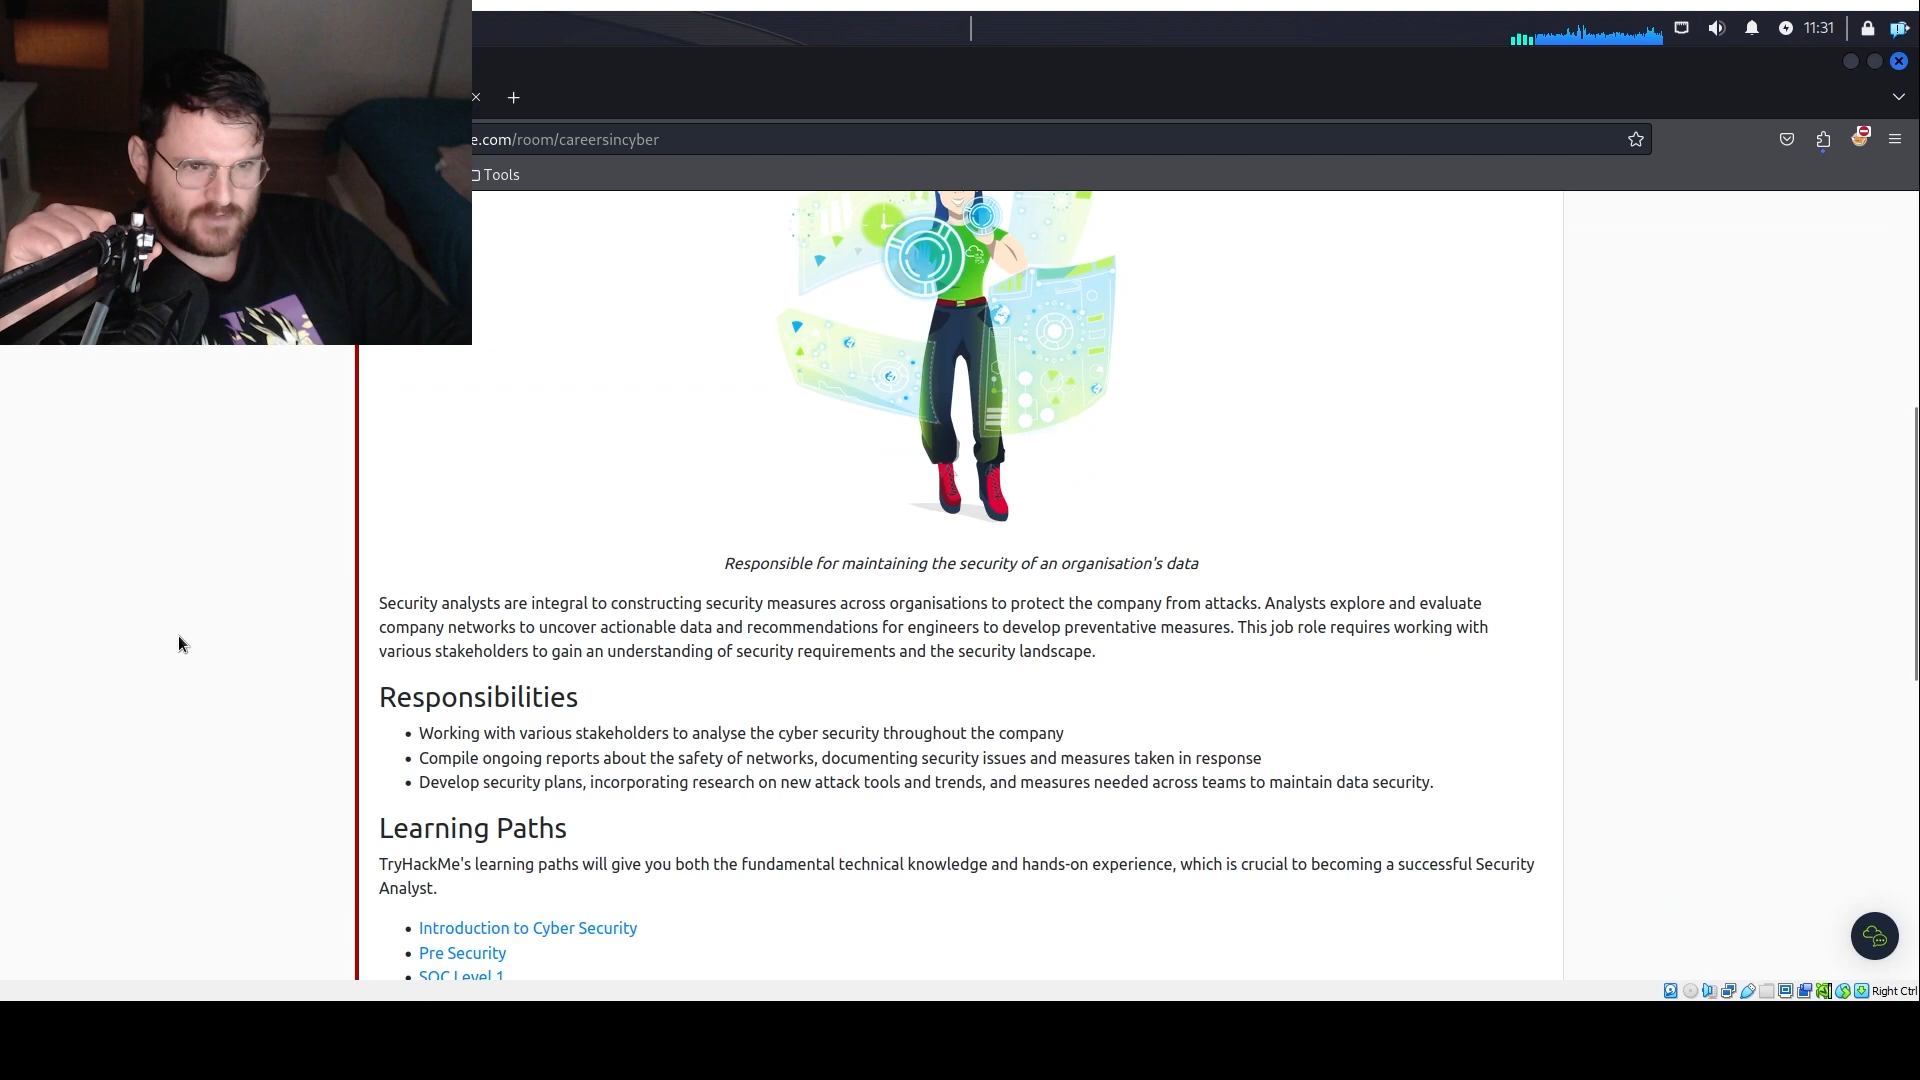 11:31
e.com/room/careersincyber
Tools
Responsible for maintaining the security of an organisation's data
Security analysts are integral to constructing security measures across organisations to protect the company from attacks. Analysts explore and evaluate
company networks to uncover actionable data and recommendations for engineers to develop preventative measures. This job role requires working with
various stakeholders to gain an understanding of security requirements and the security landscape.
Responsibilities
Working with various stakeholders to analyse the cyber security throughout the company
Compile ongoing reports about the safety of networks, documenting security issues and measures taken in response
Develop security plans, incorporating research on new attack tools and trends, and measures needed across teams to maintain data security.
Learning Paths
TryHackMe's learning paths will give you both the fundamental technical knowledge and hands-on experience, which is crucial to becoming a successful Security
Analyst.
Introduction to Cyber Security
Pre Security
SOC Level 1
Right Ctrl